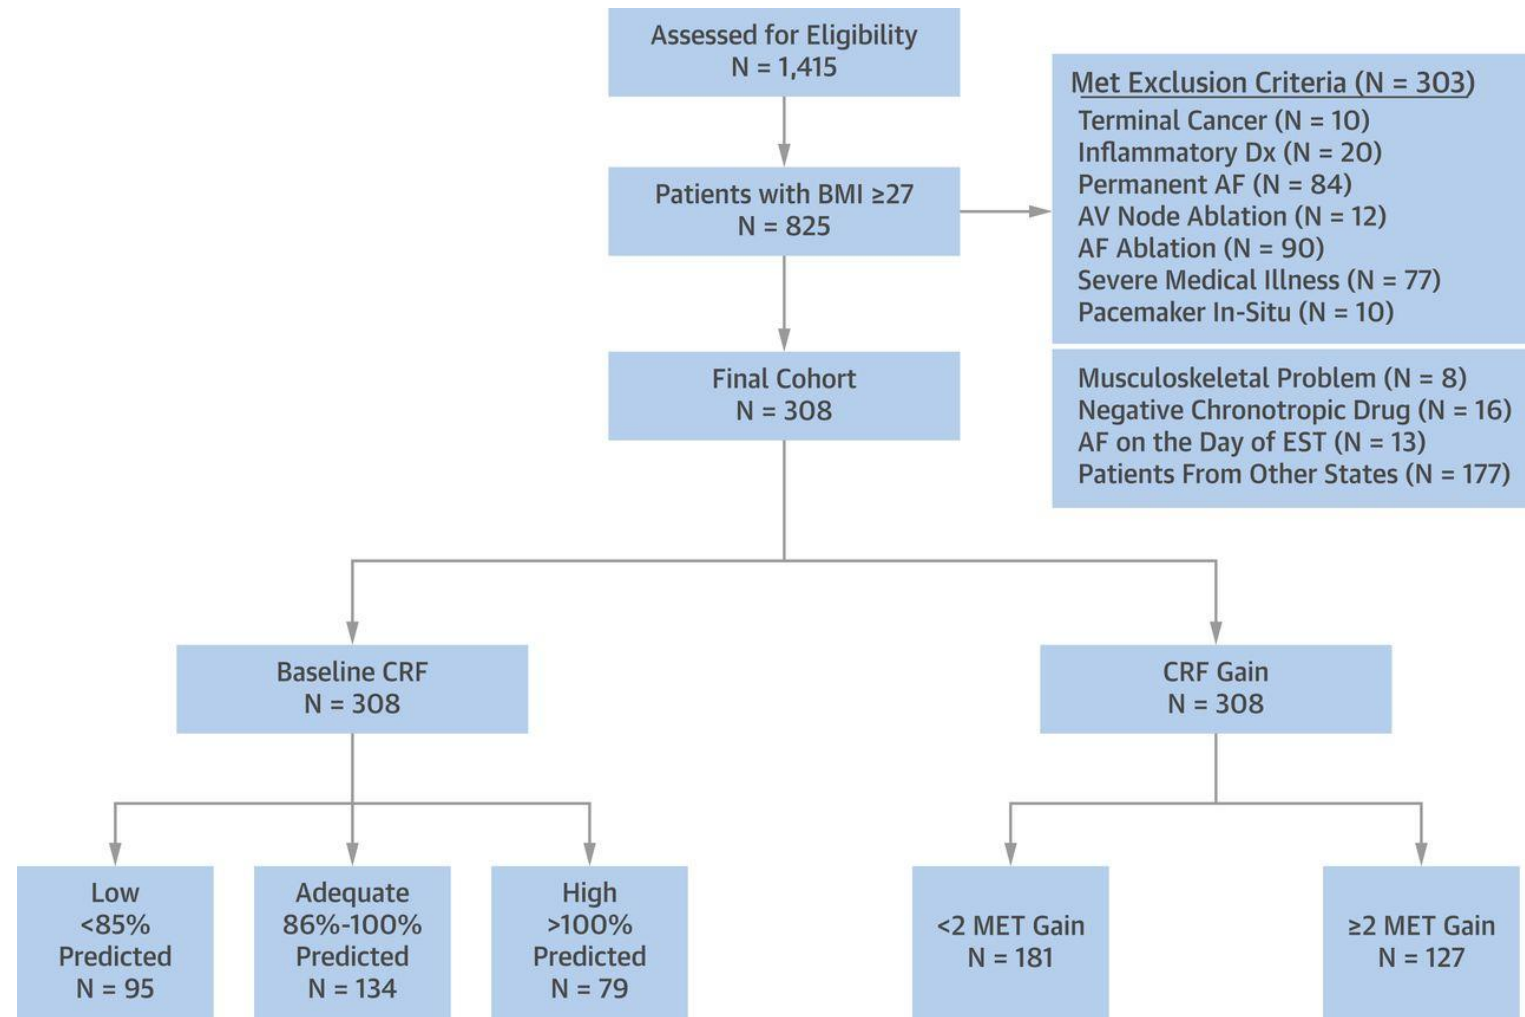 Assessed for Eligibility
N = 1,415
Met Exclusion Criteria (N = 303)
Terminal Cancer (N = 10)
Inflammatory Dx (N = 20)
Permanent AF (N = 84)
AV Node Ablation (N = 12)
AF Ablation (N = 90)
Severe Medical Illness (N = 77)
Pacemaker In-Situ (N = 10)
Patients with BMI ≥27
N = 825
Musculoskeletal Problem (N = 8)
Negative Chronotropic Drug (N = 16)
AF on the Day of EST (N = 13)
Patients From Other States (N = 177)
Final Cohort
N = 308
Baseline CRF
N = 308
CRF Gain
N = 308
Low
<85%
Predicted
N = 95
Adequate
86%-100%
Predicted
N = 134
High
>100%
Predicted
N = 79
<2 MET Gain
N = 181
≥2 MET Gain
N = 127